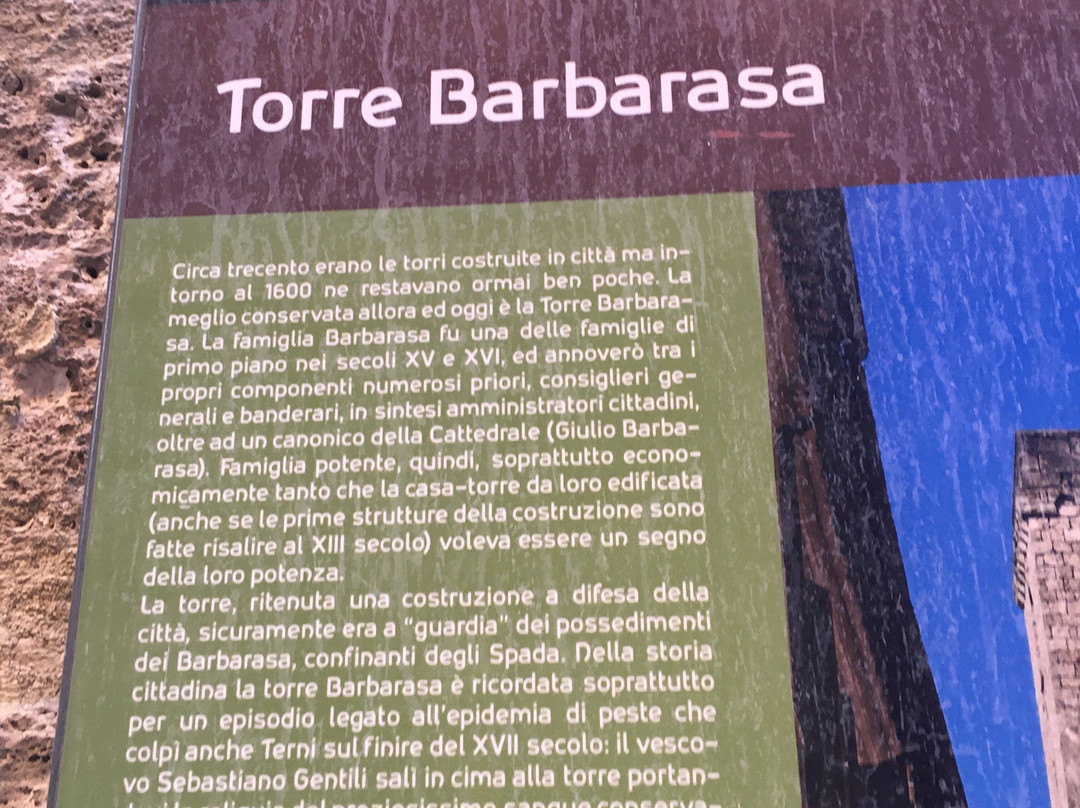 Torre Barbarasa
Circa trecento erano le torri costruite in città ma in-
torno al 1600 ne restavano ormai ben poche. La
meglio conservata allora ed oggi è la Torre Barbara-
sa. La famiglia Barbarasa fu una delle famiglie di
primo piano nei secoli XV e XVI, ed annoverò tra i
propri componenti numerosi priori, consiglieri ge-
nerali e banderari, in sintesi amministratori cittadini,
oltre ad un canonico della Cattedrale (Giulio Barba-
rasa). Famiglia potente, quindi, soprattutto econo-
micamente tanto che la casa-torre da loro edificata
(anche se le prime strutture della costruzione sono
fatte risalire al XIII secolo) voleva essere un segno
della loro potenza.
La torre, ritenuta una costruzione a difesa della
città, sicuramente era a "guardia" dei possedimenti
dei Barbarasa, confinanti degli Spada. Della storia
cittadina la torre Barbarasa è ricordata soprattutto
per un episodio legato all'epidemia di peste che
colpì anche Terni sul finire del XVII secolo: il vesco-
vo Sebastiano Gentili salì in cima alla torre portan-
reliquia del preziosissimo sangue conserva-